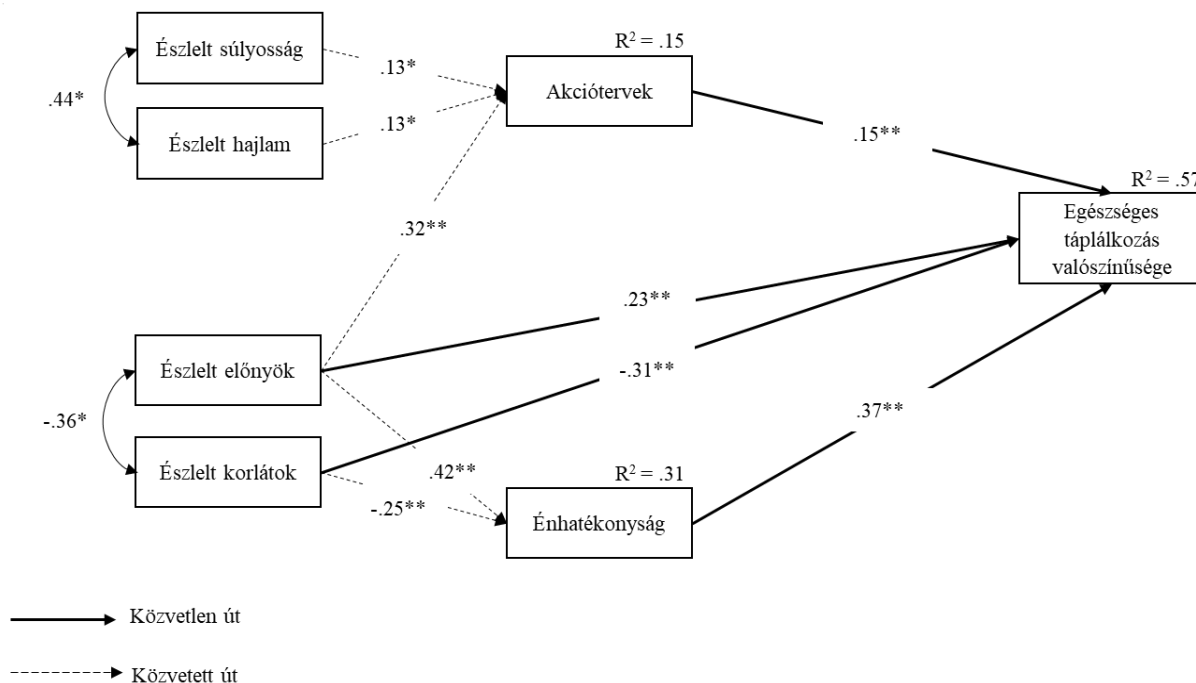 Észlelt súlyosság
R² = .15
.13*
Akciótervek
.44*
.13*
Észlelt hajlam
.15**
R² = .57
Egészséges
táplálkozás
valószínűsége
.32**
.23**
Észlelt előnyök
-.31**
-.36*
.37**
Észlelt korlátok
.42**
R² = .31
-.25**
Énhatékonyság
Közvetlen út
Közvetett út